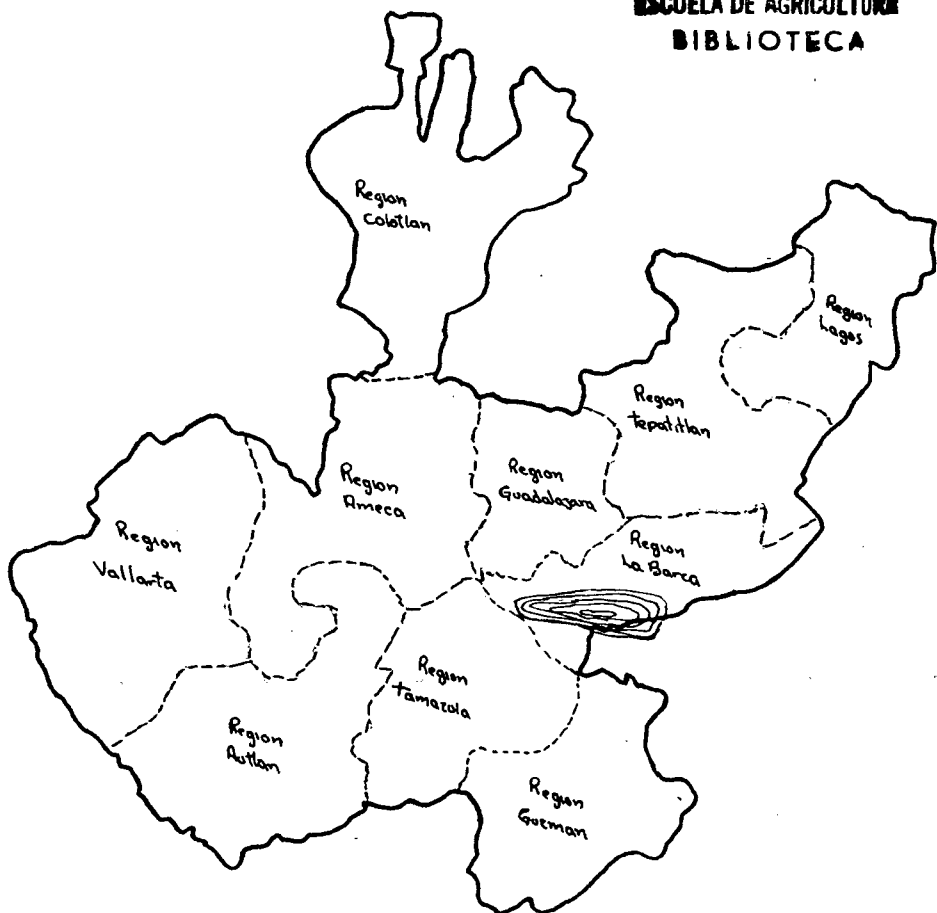 ESCUELA DE AGRICULTURA
BIBLIOTECA
Region
Colotlan
Region
Lagos
Region
Tepatitlan
Region
Guadalajara
Region
Ameca
Region
Vallarta
Region
La Barca
Region
Tamazola
Region
Autlan
Region
Guzman